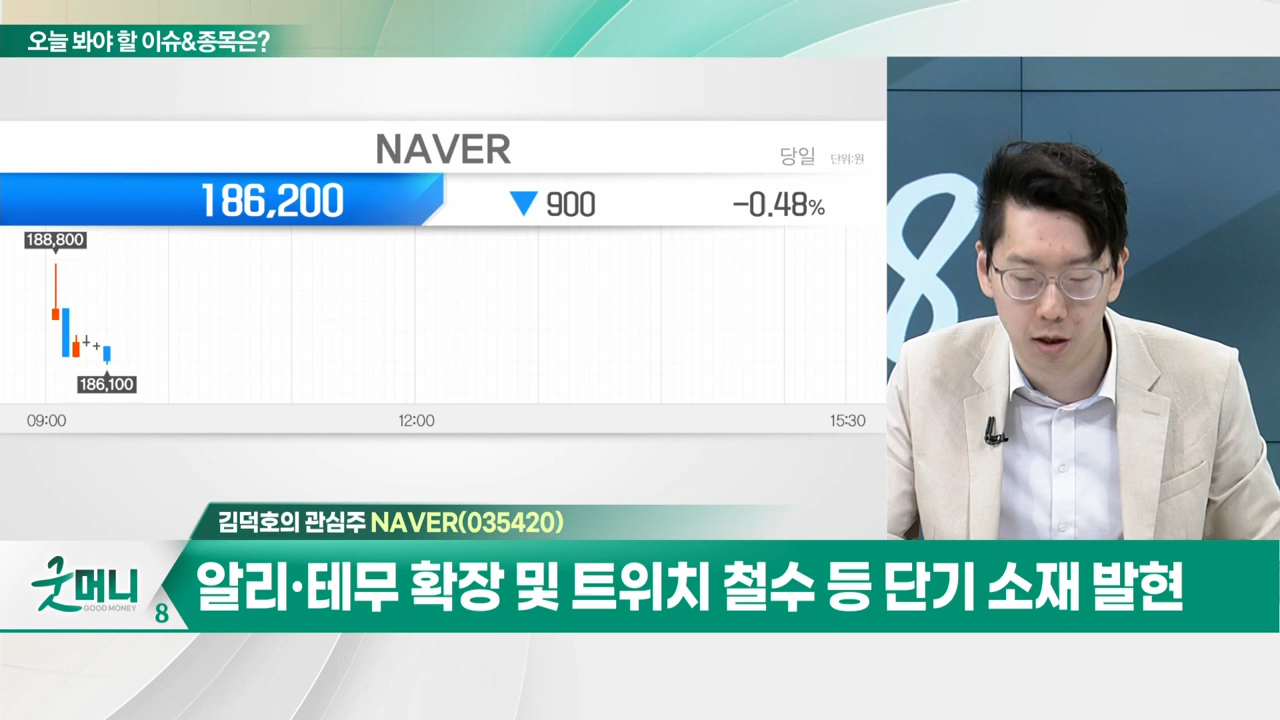 오늘 봐야 할 이슈&종목은?
NAVER
당일 단위:원
186,200 ▼ 900 -0.48%
188,800
186,100
09:00 12:00 15:30
8
김덕호의 관심주 NAVER(035420)
굿머니
GOOD MONEY
8
알리·테무 확장 및 트위치 철수 등 단기 소재 발현